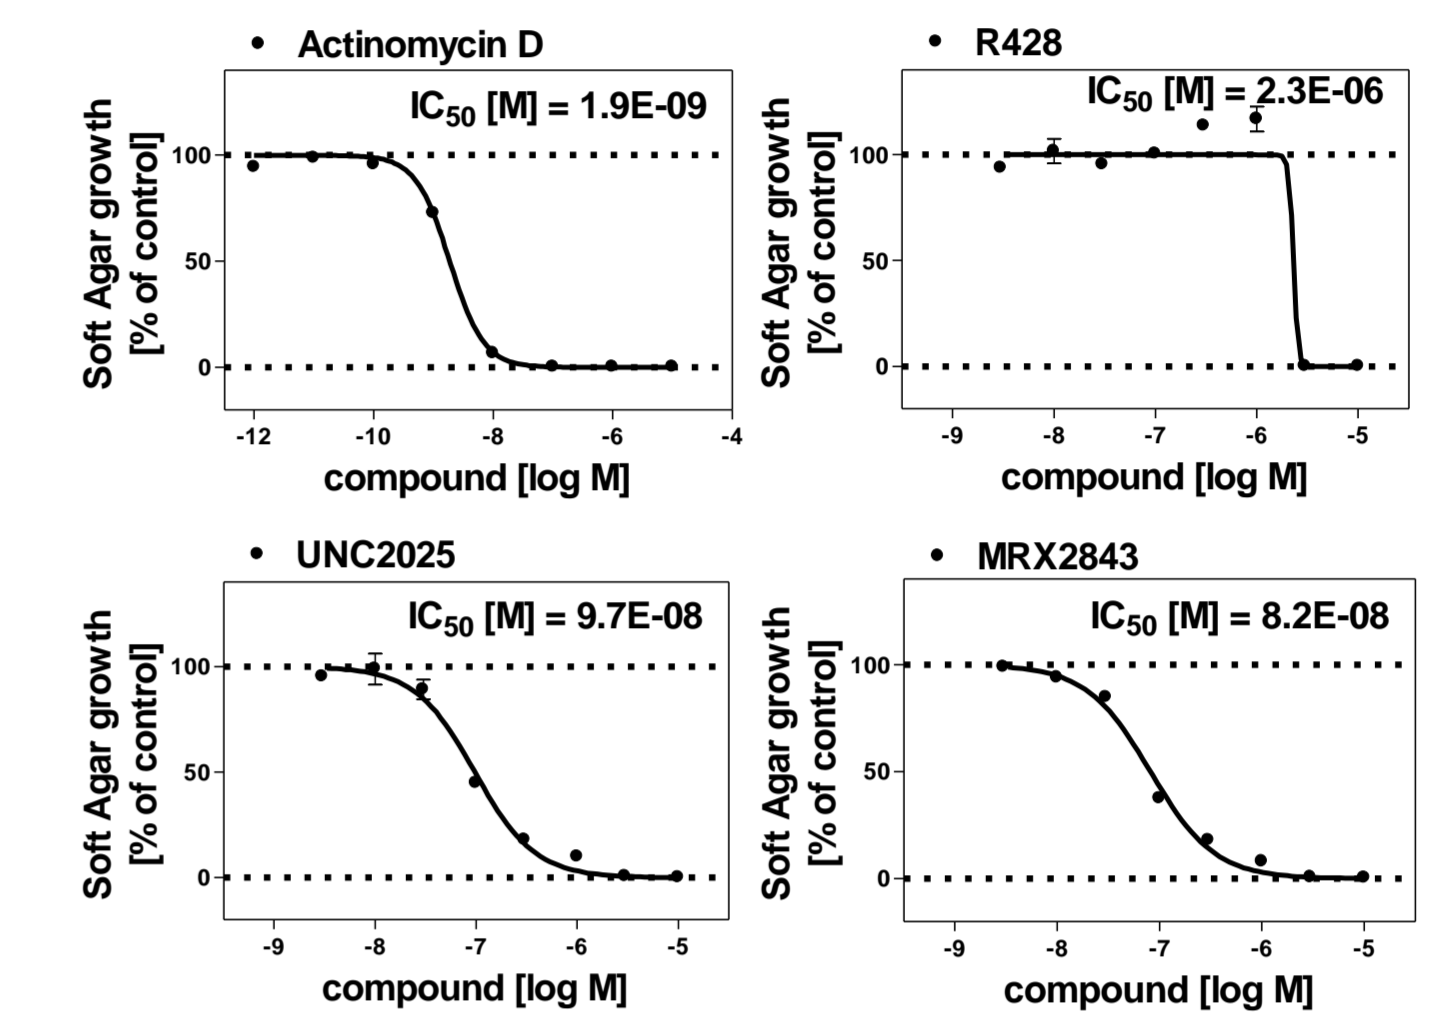 Actinomycin D
IC50 [M] = 1.9E-09
Soft Agar growth
[% of control]
100
50
0
-12 -10 -8 -6 -4
compound [log M]
R428
IC50 [M] = 2.3E-06
Soft Agar growth
[% of control]
100
50
0
-9 -8 -7 -6 -5
compound [log M]
UNC2025
IC50 [M] = 9.7E-08
Soft Agar growth
[% of control]
100
50
0
-9 -8 -7 -6 -5
compound [log M]
MRX2843
IC50 [M] = 8.2E-08
Soft Agar growth
[% of control]
100
50
0
-9 -8 -7 -6 -5
compound [log M]